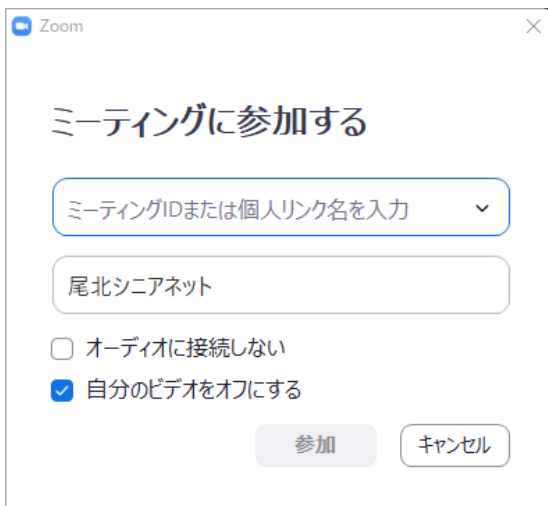 Zoom
ミーティングに参加する
ミーティングIDまたは個人リンク名を入力
尾北シニアネット
オーディオに接続しない
自分のビデオをオフにする
参加 キャンセル